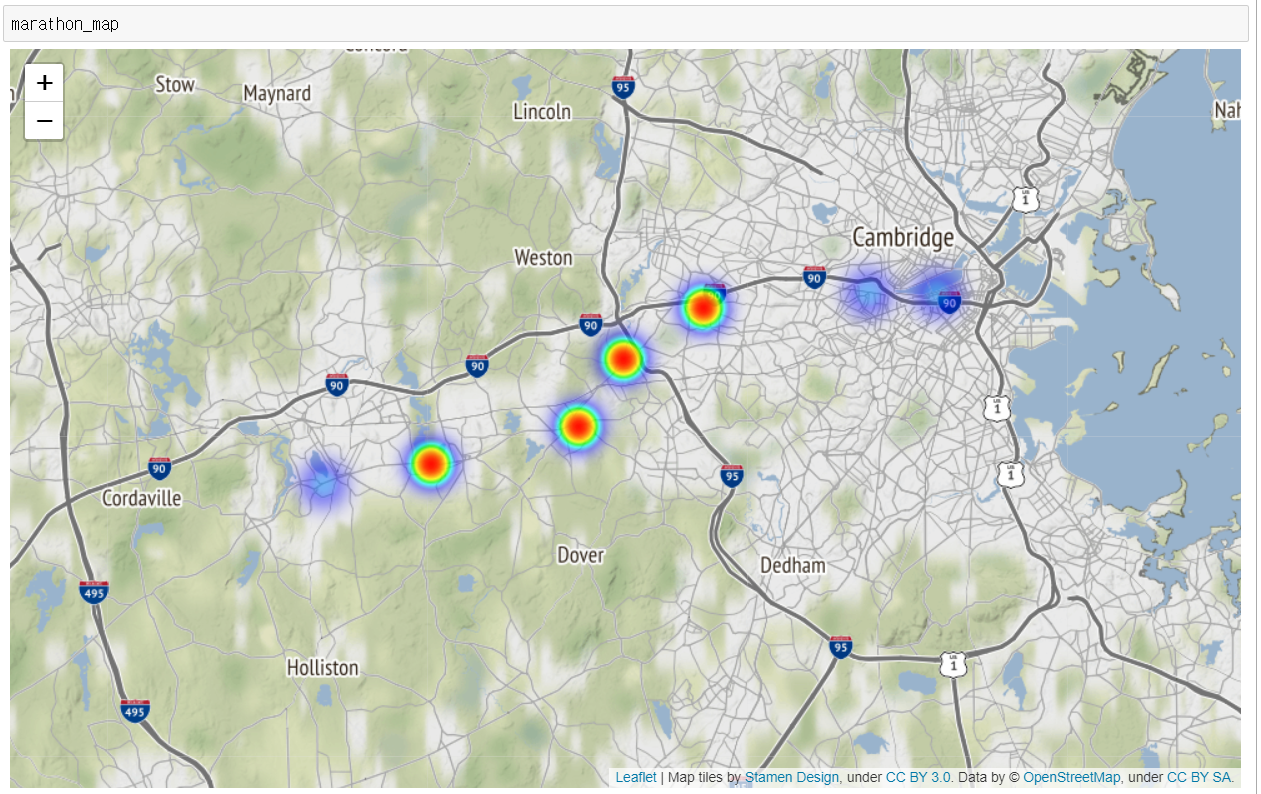 marathon_map
+
Stow
Maynard
Lincoln
95
−
1
Cambridge
Weston
90
90
90
90
90
90
1
95
1
90
Cordaville
Dover
Dedham
495
95
1
Holliston
495
Leaflet | Map tiles by Stamen Design, under CC BY 3.0. Data by © OpenStreetMap, under CC BY SA.